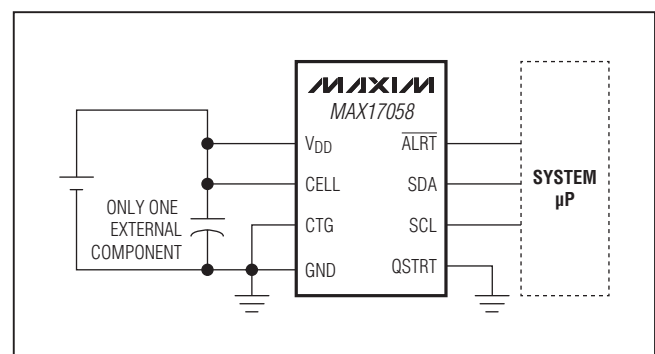 MAXIM
MAX17058
VDD
CELL
CTG
GND
ALRT
SDA
SCL
QSTRT
ONLY ONE
EXTERNAL
COMPONENT
SYSTEM
µP